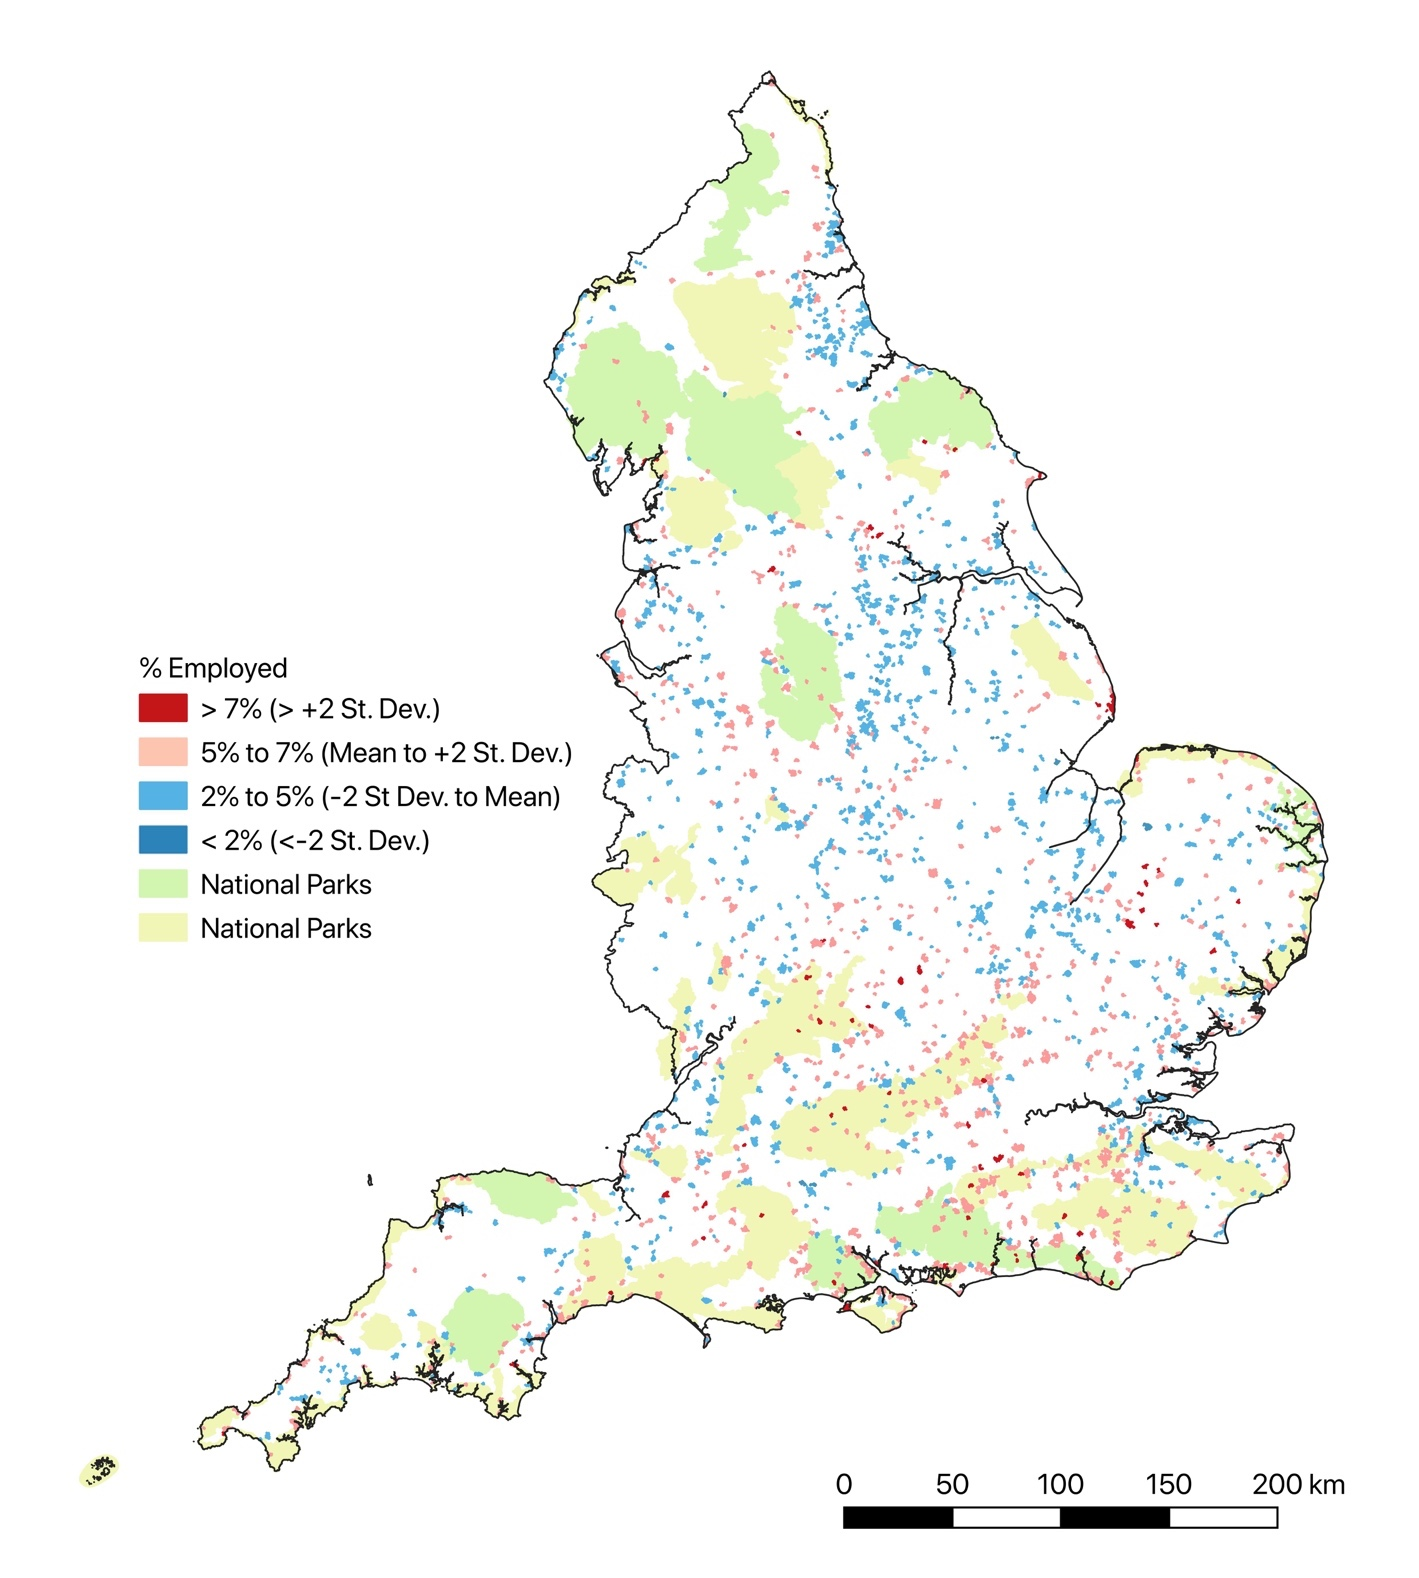 % Employed
> 7% (> +2 St. Dev.)
5% to 7% (Mean to +2 St. Dev.)
2% to 5% (-2 St Dev. to Mean)
< 2% (<-2 St. Dev.)
National Parks
National Parks
0 50 100 150 200 km